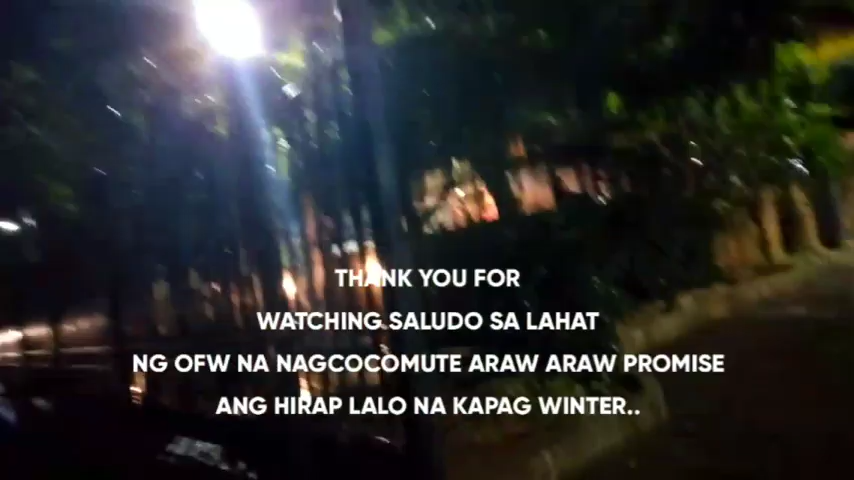 THANK YOU FOR
WATCHING SALUDO SA LAHAT
NG OFW NA NAGCOCOMUTE ARAW ARAW PROMISE
ANG HIRAP LALO NA KAPAG WINTER..